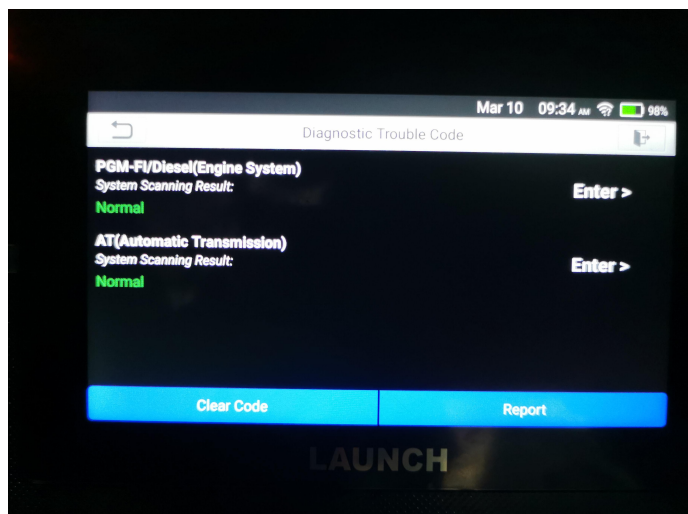 Mar 10 09:34 AM 98%
Diagnostic Trouble Code
PGM-FI/Diesel(Engine System)
System Scanning Result:
Enter >
Normal
AT(Automatic Transmission)
System Scanning Result:
Enter >
Normal
Clear Code Report
LAUNCH